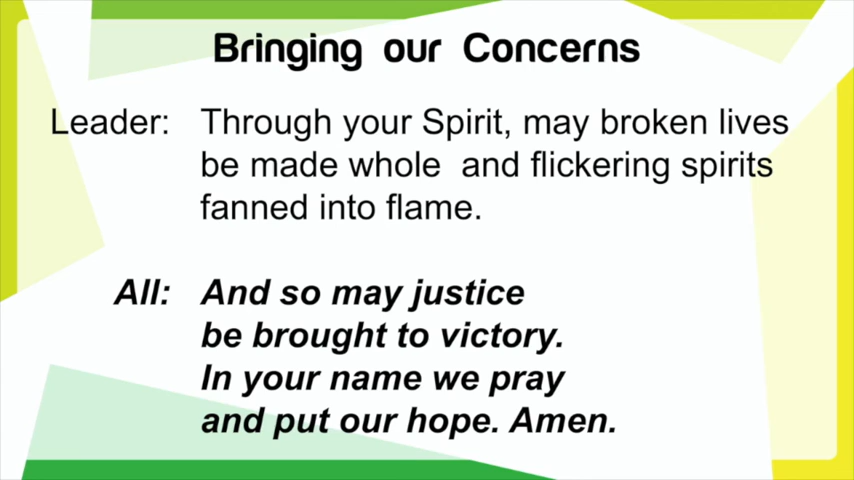 Bringing our Concerns
Leader: Through your Spirit, may broken lives
be made whole and flickering spirits
fanned into flame.
All: And so may justice
be brought to victory.
In your name we pray
and put our hope. Amen.